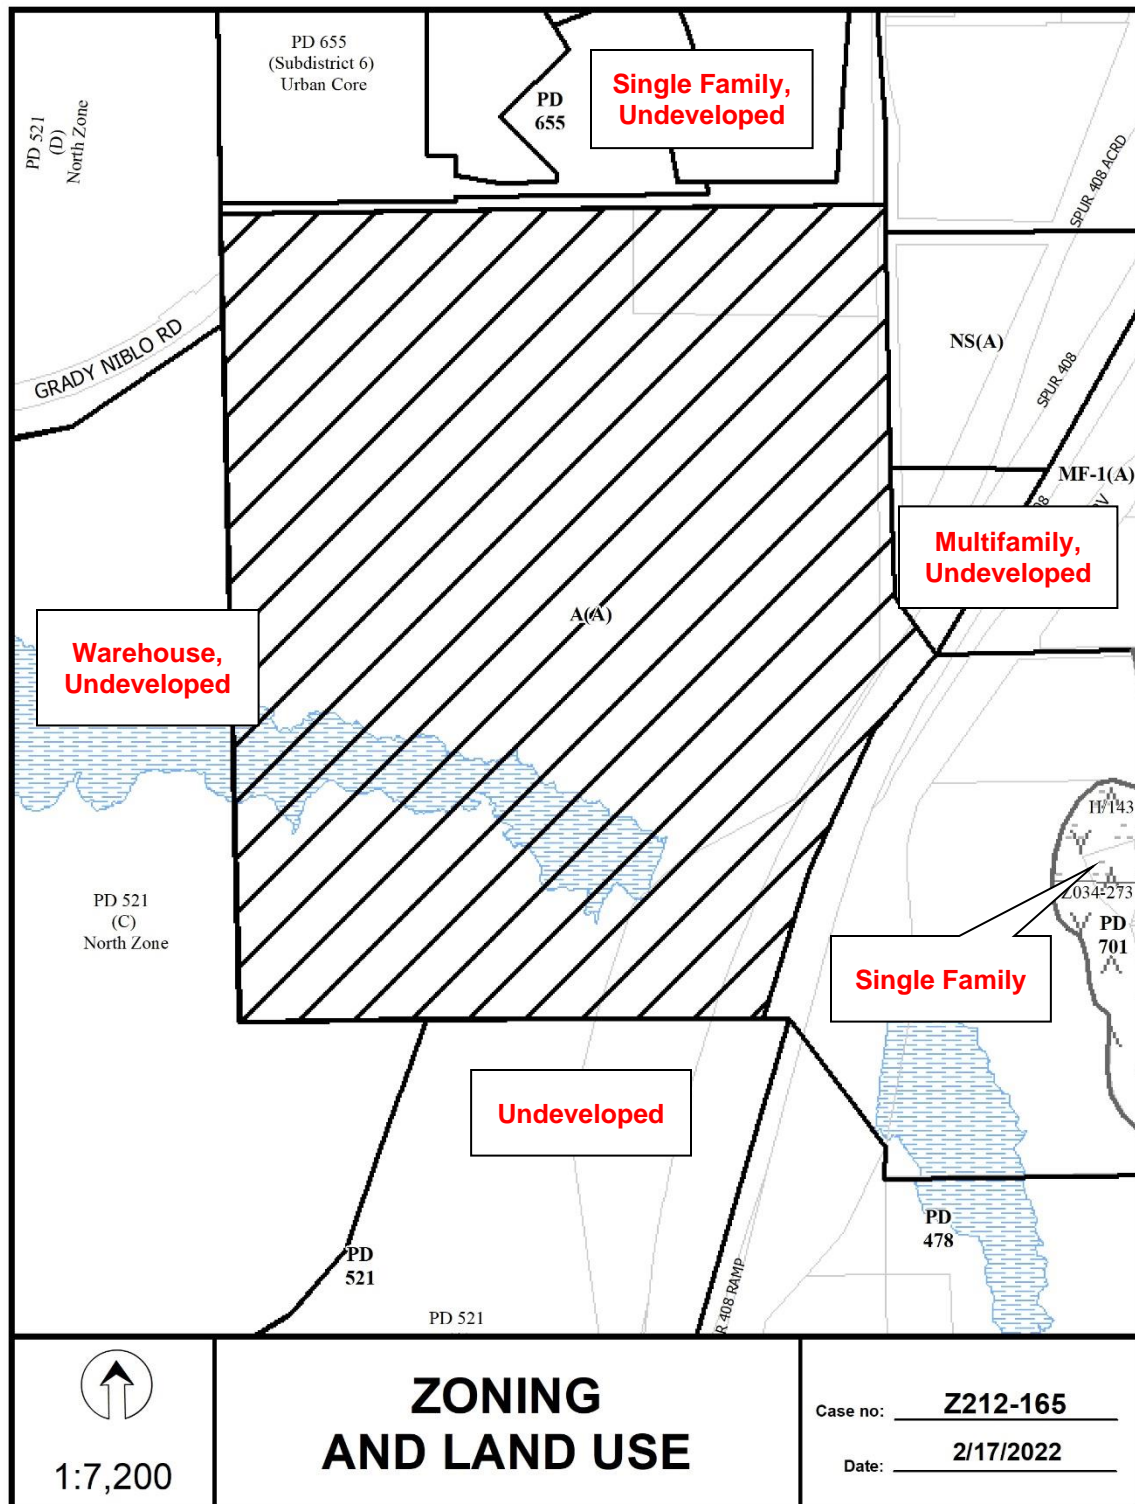 PD 655
(Subdistrict 6)
Urban Core
PD
655
Single Family,
Undeveloped
PD 521
(D)
North Zone
SPUR 408 ACRD
GRADY NIBLO RD
NS(A)
SPUR 408
MF-1(A)
Multifamily,
Undeveloped
A(A)
Warehouse,
Undeveloped
PD 521
(C)
North Zone
Z034-273
PD
701
Single Family
Undeveloped
PD
478
PD
521
PD 521
408 RAMP
1:7,200
ZONING
AND LAND USE
Case no: Z212-165
Date: 2/17/2022